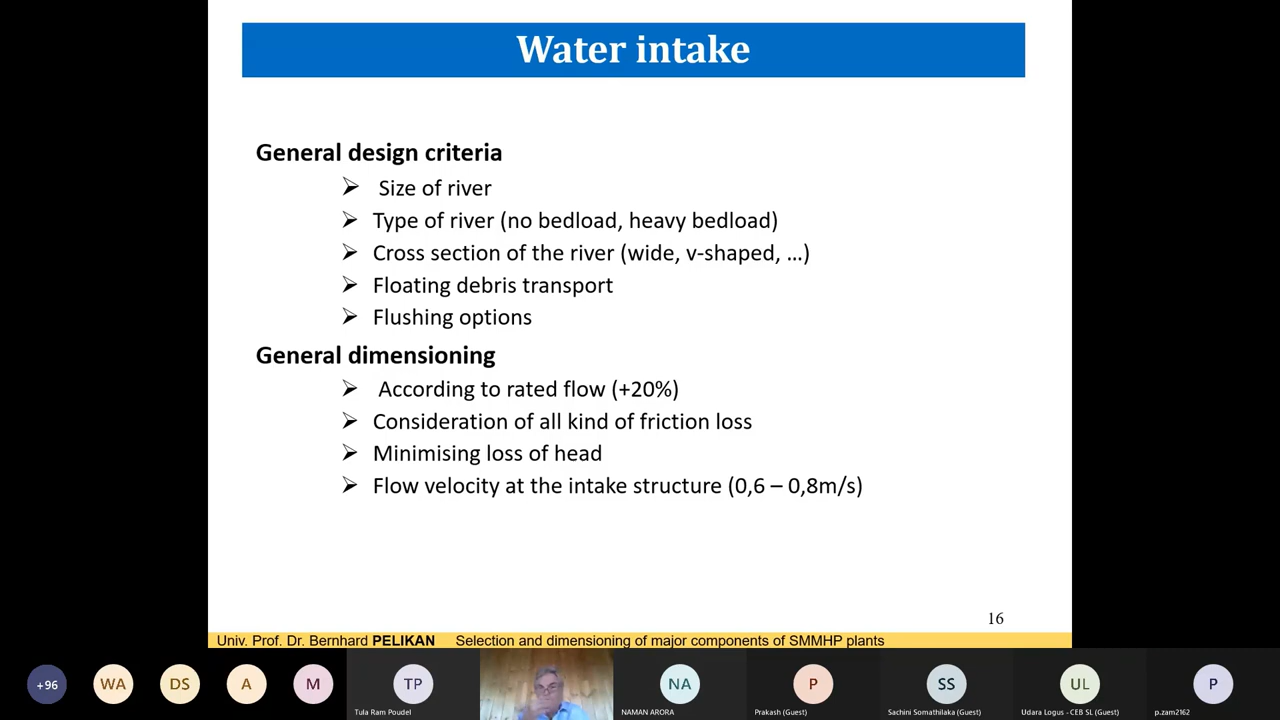 Water intake
General design criteria
➢ Size of river
➢ Type of river (no bedload, heavy bedload)
➢ Cross section of the river (wide, v-shaped, ...)
➢ Floating debris transport
➢ Flushing options
General dimensioning
➢ According to rated flow (+20%)
➢ Consideration of all kind of friction loss
➢ Minimising loss of head
➢ Flow velocity at the intake structure (0,6 – 0,8m/s)
16
Univ. Prof. Dr. Bernhard PELIKAN Selection and dimensioning of major components of SMMHP plants
+96 WA DS A M TP NA P SS UL P
Tula Ram Poudel NAMAN ARORA Prakash (Guest) Sachini Somathilaka (Guest) Udara Logus - CEB SL (Guest) p.zam2162